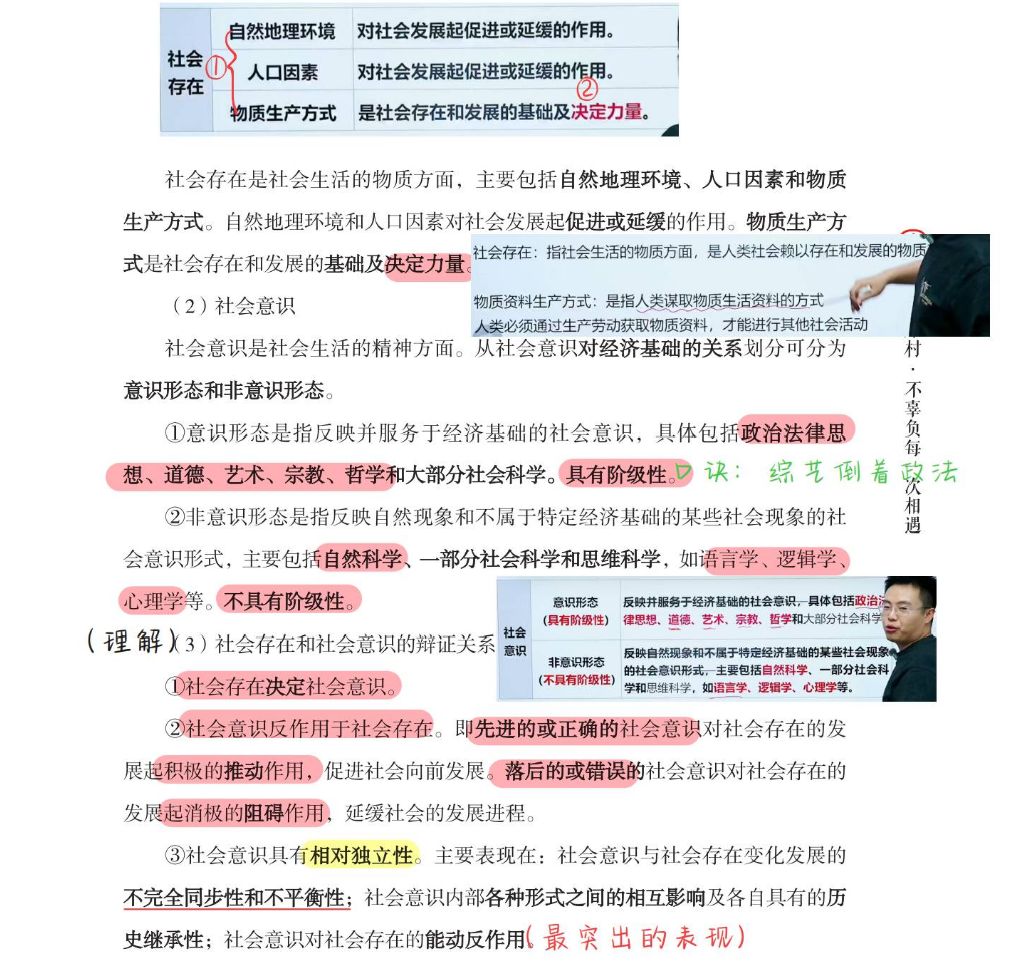 社会存在
自然地理环境 对社会发展起促进或延缓的作用。
① 人口因素 对社会发展起促进或延缓的作用。
②
物质生产方式 是社会存在和发展的基础及决定力量。
社会存在是社会生活的物质方面，主要包括自然地理环境、人口因素和物质
生产方式。自然地理环境和人口因素对社会发展起促进或延缓的作用。物质生产方
式是社会存在和发展的基础及决定力量。
社会存在：指社会生活的物质方面，是人类社会赖以存在和发展的物质
物质资料生产方式：是指人类谋取物质生活资料的方式
人类必须通过生产劳动获取物质资料，才能进行其他社会活动
（2）社会意识
社会意识是社会生活的精神方面。从社会意识对经济基础的关系划分可分为
意识形态和非意识形态。
村·不辜负每一次相遇
①意识形态是指反映并服务于经济基础的社会意识，具体包括政治法律思
想、道德、艺术、宗教、哲学和大部分社会科学。具有阶级性。口诀：综艺倒着政法
②非意识形态是指反映自然现象和不属于特定经济基础的某些社会现象的社
会意识形式，主要包括自然科学、一部分社会科学和思维科学，如语言学、逻辑学、
心理学等。不具有阶级性。
社会意识
意识形态（具有阶级性） 反映并服务于经济基础的社会意识，具体包括政治法
律思想、道德、艺术、宗教、哲学和大部分社会科学
非意识形态（不具有阶级性） 反映自然现象和不属于特定经济基础的某些社会现象
的社会意识形式，主要包括自然科学、一部分社会科
学和思维科学，如语言学、逻辑学、心理学等。
（理解）（3）社会存在和社会意识的辩证关系
①社会存在决定社会意识。
②社会意识反作用于社会存在。即先进的或正确的社会意识对社会存在的发
展起积极的推动作用，促进社会向前发展。落后的或错误的社会意识对社会存在的
发展起消极的阻碍作用，延缓社会的发展进程。
③社会意识具有相对独立性。主要表现在：社会意识与社会存在变化发展的
不完全同步性和不平衡性；社会意识内部各种形式之间的相互影响及各自具有的历
史继承性；社会意识对社会存在的能动反作用（最突出的表现）